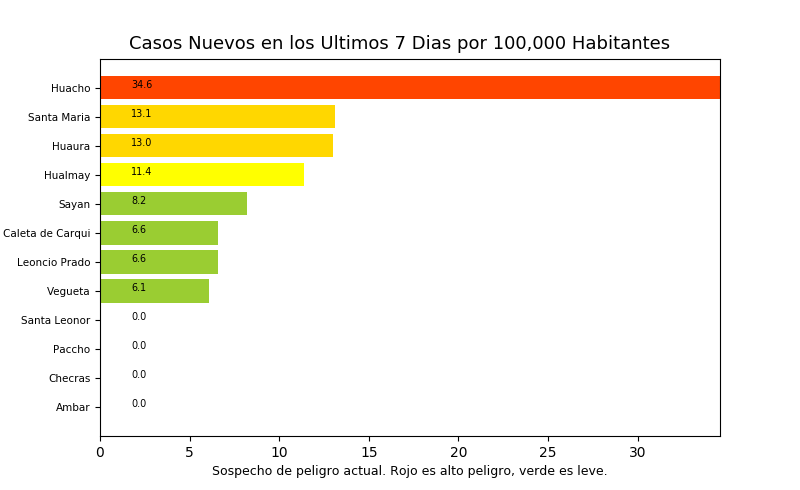 Casos Nuevos en los Ultimos 7 Dias por 100,000 Habitantes
Huacho 34.6
Santa Maria 13.1
Huaura 13.0
Hualmay 11.4
Sayan 8.2
Caleta de Carqui 6.6
Leoncio Prado 6.6
Vegueta 6.1
Santa Leonor 0.0
Paccho 0.0
Checras 0.0
Ambar 0.0
0 5 10 15 20 25 30
Sospecho de peligro actual. Rojo es alto peligro, verde es leve.